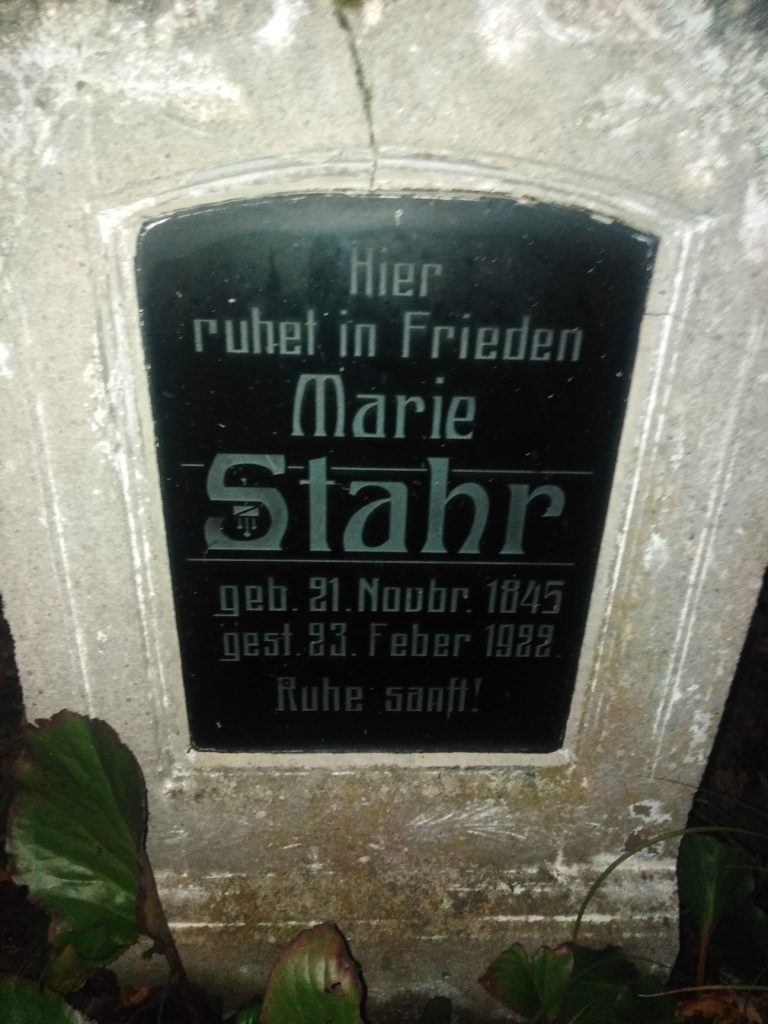 Hier
ruhet in Frieden
Marie
Stahr
geb. 21. Novbr. 1845
gest. 23. Feber 1922.
Ruhe sanft!